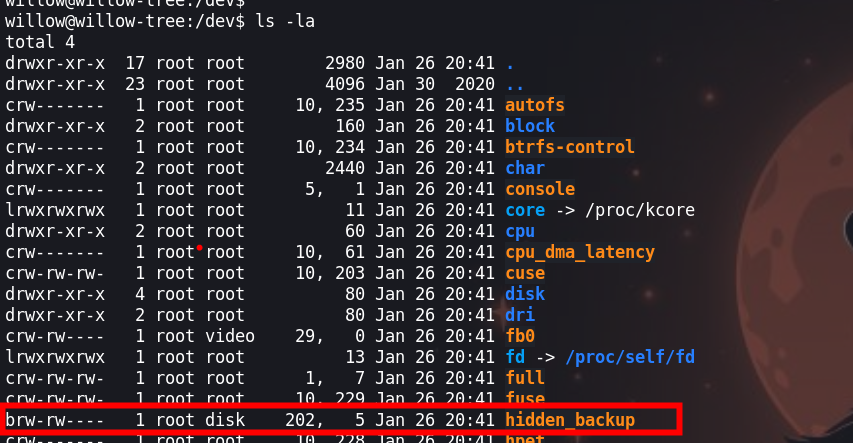 willow@willow-tree:/dev$
willow@willow-tree:/dev$ ls -la
total 4
drwxr-xr-x  17 root root        2980 Jan 26 20:41 .
drwxr-xr-x  23 root root        4096 Jan 30  2020 ..
crw-------   1 root root     10, 235 Jan 26 20:41 autofs
drwxr-xr-x   2 root root         160 Jan 26 20:41 block
crw-------   1 root root     10, 234 Jan 26 20:41 btrfs-control
drwxr-xr-x   2 root root        2440 Jan 26 20:41 char
crw-------   1 root root      5,   1 Jan 26 20:41 console
lrwxrwxrwx   1 root root          11 Jan 26 20:41 core -> /proc/kcore
drwxr-xr-x   2 root root          60 Jan 26 20:41 cpu
crw-------   1 root root     10,  61 Jan 26 20:41 cpu_dma_latency
crw-rw-rw-   1 root root     10, 203 Jan 26 20:41 cuse
drwxr-xr-x   4 root root          80 Jan 26 20:41 disk
drwxr-xr-x   2 root root          80 Jan 26 20:41 dri
crw-rw----   1 root video    29,   0 Jan 26 20:41 fb0
lrwxrwxrwx   1 root root          13 Jan 26 20:41 fd -> /proc/self/fd
crw-rw-rw-   1 root root      1,   7 Jan 26 20:41 full
crw-rw-rw-   1 root root     10, 229 Jan 26 20:41 fuse
brw-rw----   1 root disk    202,   5 Jan 26 20:41 hidden_backup
crw-------   1 root root     10, 228 Jan 26 20:41 hpet